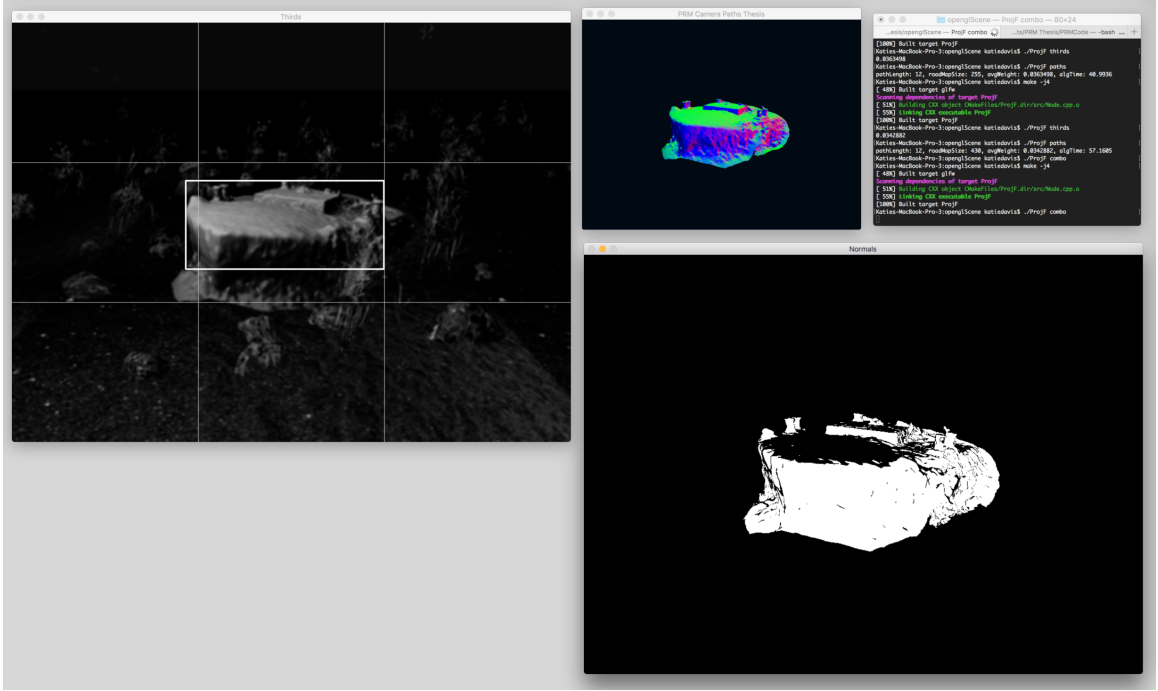 Thirds
PRM Camera Paths Thesis
openglScene — ProjF combo — 80×24
...esis/openglScene — ProjF combo
...ts/PRM Thesis/PRMCode — -bash ... +
[100%] Built target ProjF
Katies-MacBook-Pro-3:openglScene katiedavis$ ./ProjF thirds
0.0363498
Katies-MacBook-Pro-3:openglScene katiedavis$ ./ProjF paths
pathLength: 12, roadMapSize: 255, avgWeight: 0.0363498, algTime: 40.9936
Katies-MacBook-Pro-3:openglScene katiedavis$ make -j4
[ 48%] Built target glfw
Scanning dependencies of target ProjF
[ 51%] Building CXX object CMakeFiles/ProjF.dir/src/Node.cpp.o
[ 55%] Linking CXX executable ProjF
[100%] Built target ProjF
Katies-MacBook-Pro-3:openglScene katiedavis$ ./ProjF thirds
0.0342882
Katies-MacBook-Pro-3:openglScene katiedavis$ ./ProjF paths
pathLength: 12, roadMapSize: 430, avgWeight: 0.0342882, algTime: 57.1605
Katies-MacBook-Pro-3:openglScene katiedavis$ ./ProjF combo
Katies-MacBook-Pro-3:openglScene katiedavis$ make -j4
[ 48%] Built target glfw
Scanning dependencies of target ProjF
[ 51%] Building CXX object CMakeFiles/ProjF.dir/src/Node.cpp.o
[ 55%] Linking CXX executable ProjF
[100%] Built target ProjF
Katies-MacBook-Pro-3:openglScene katiedavis$ ./ProjF combo
Normals